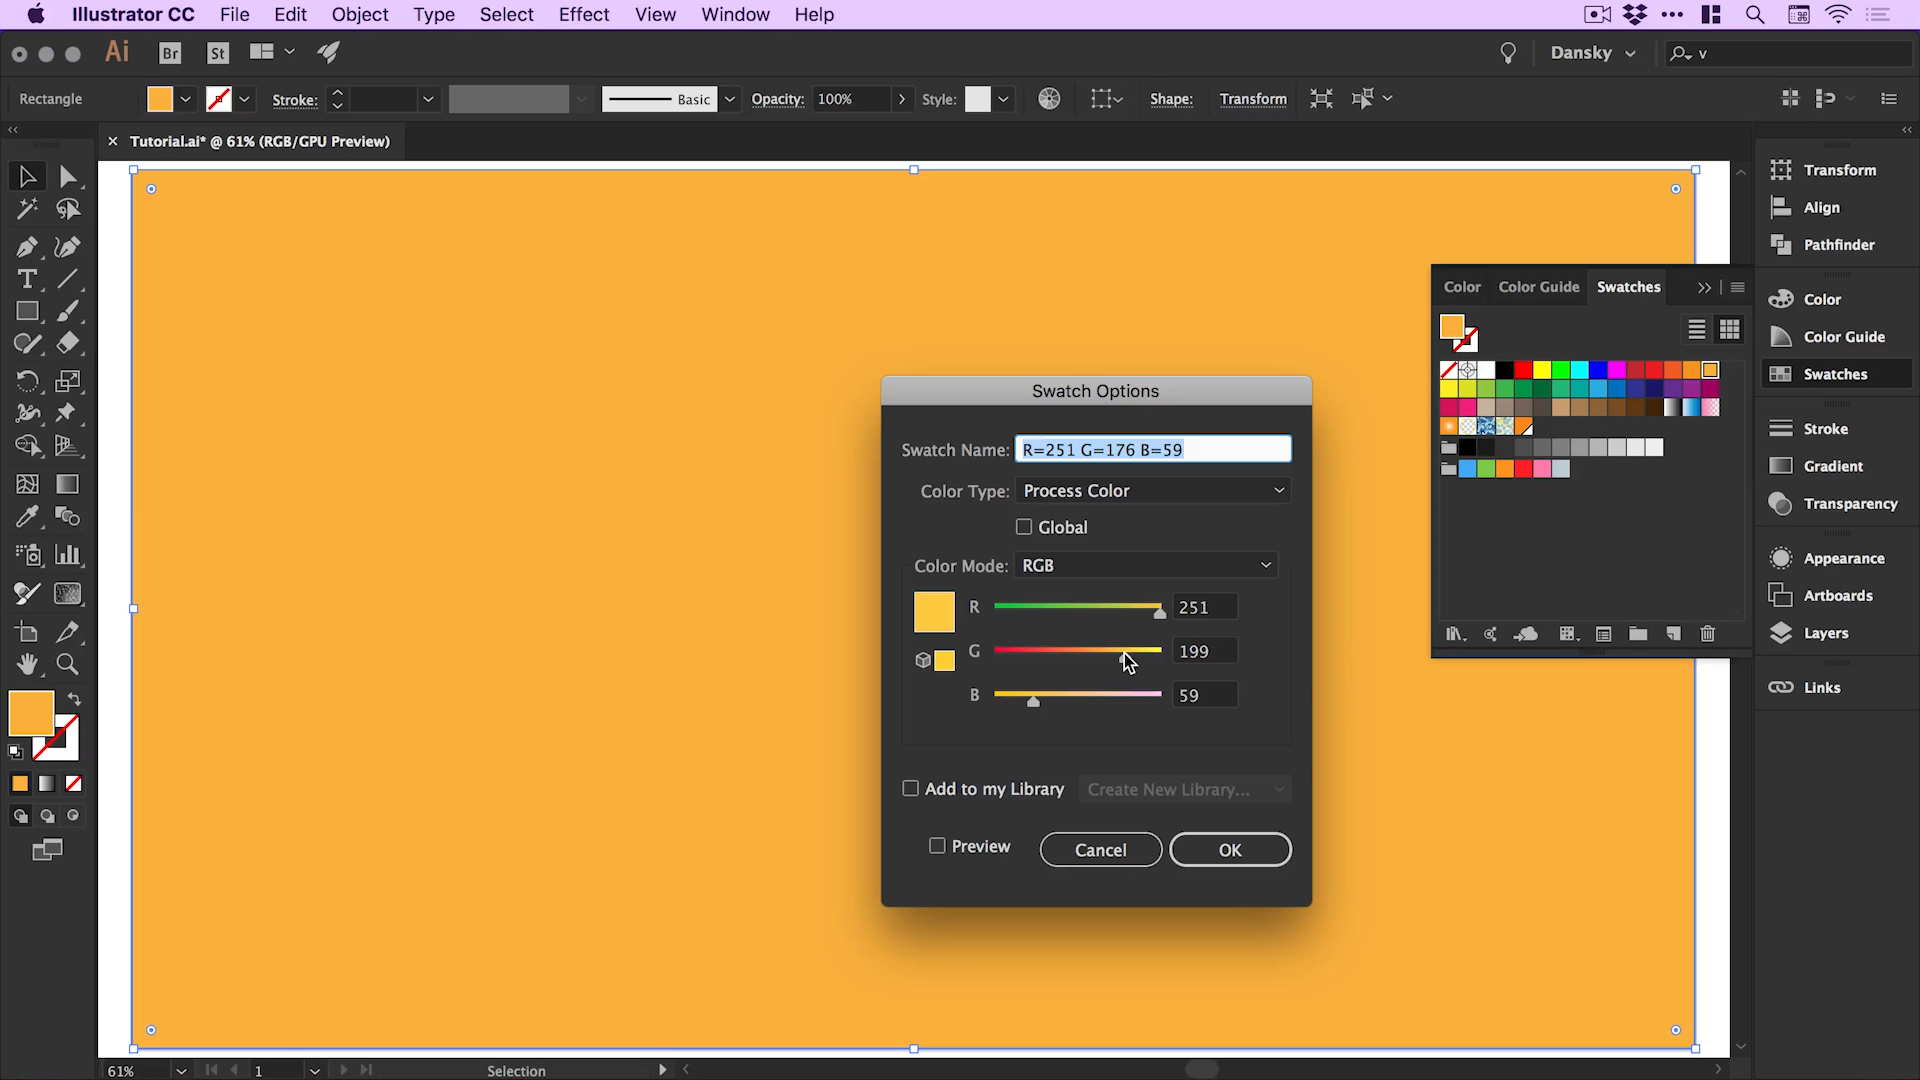 Illustrator CC File Edit Object Type Select Effect View Window Help
Ai Br St Dansky v
Rectangle Stroke: Basic Opacity: 100% Style: Shape: Transform
× Tutorial.ai* @ 61% (RGB/GPU Preview)
Transform
Align
Pathfinder
Color
Color Guide
Swatches
Stroke
Gradient
Transparency
Appearance
Artboards
Layers
Links
Color Color Guide Swatches
Swatch Options
Swatch Name: R=251 G=176 B=59
Color Type: Process Color
Global
Color Mode: RGB
R 251
G 199
B 59
Add to my Library Create New Library...
Preview Cancel OK
T
61% 1 Selection